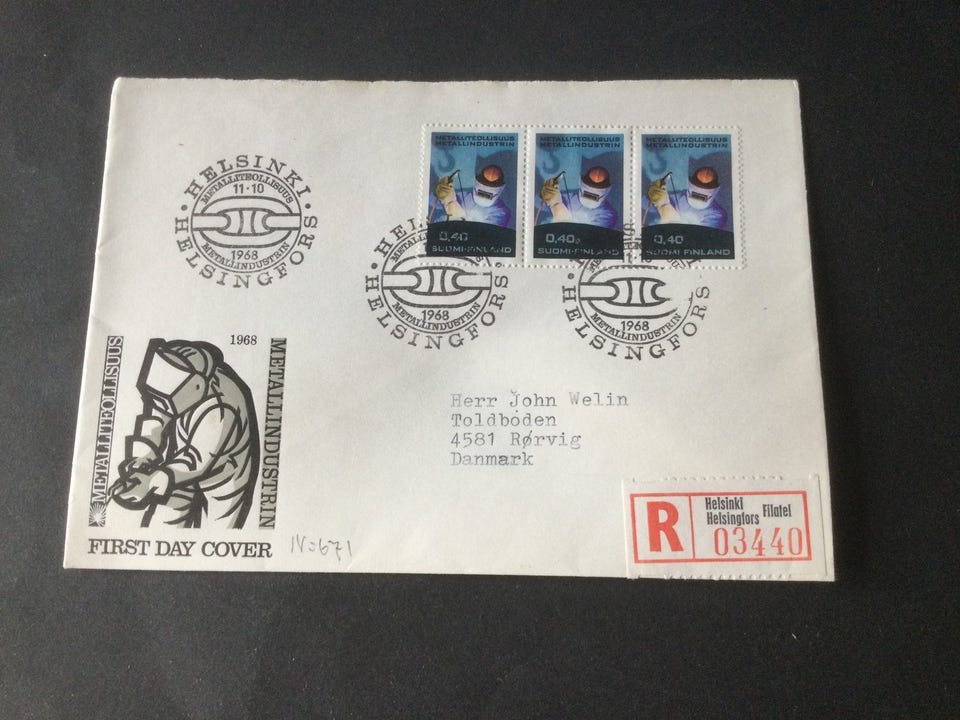 METALLITEOLLISUUS
METALLINDUSTRIN
0,40
SUOMI-FINLAND
METALLITEOLLISUUS
METALLINDUSTRIN
0,40
SUOMI-FINLAND
METALLITEOLLISUUS
METALLINDUSTRIN
0,40
SUOMI-FINLAND
HELSINKI
METALLITEOLLISUUS
11·10
1968
METALLINDUSTRIN
HELSINGFORS
1968
METALLINDUSTRIN
HELSINGFORS
1968
METALLINDUSTRIN
HELSINGFORS
1968
METALLITEOLLISUUS
METALLINDUSTRIN
FIRST DAY COVER
Herr John Welin
Toldboden
4581 Rørvig
Danmark
R
Helsinki
Helsingfors Filatel
03440